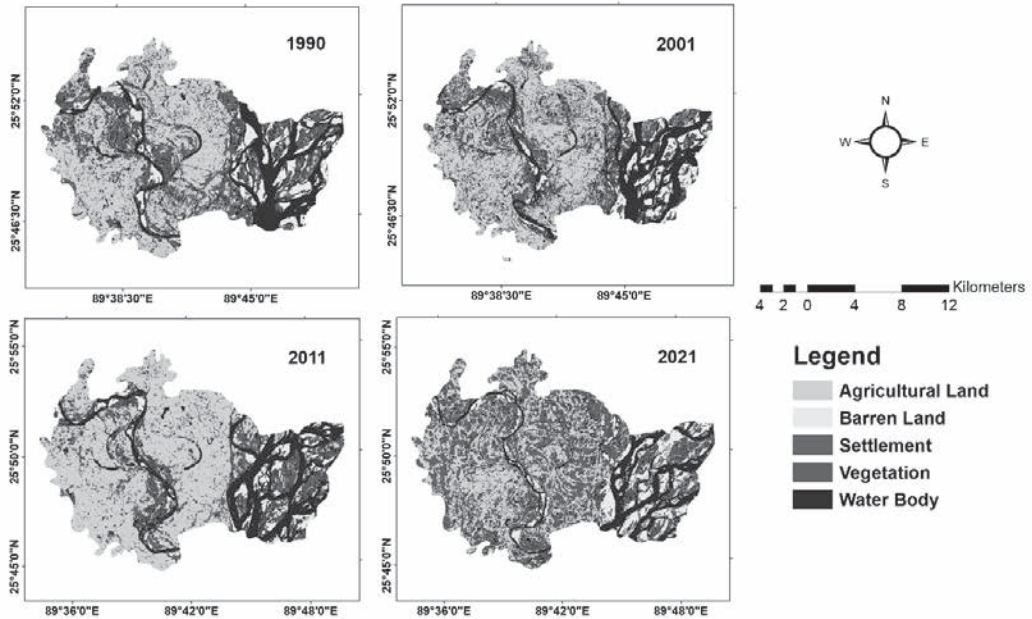 1990
25°52'0"N
25°46'30"N
89°38'30"E
89°45'0"E
2001
25°52'0"N
25°46'30"N
89°38'30"E
89°45'0"E
N
W
E
S
Kilometers
4 2 0 4 8 12
2011
25°55'0"N
25°50'0"N
25°45'0"N
89°36'0"E
89°42'0"E
89°48'0"E
2021
25°55'0"N
25°50'0"N
25°45'0"N
89°36'0"E
89°42'0"E
89°48'0"E
Legend
Agricultural Land
Barren Land
Settlement
Vegetation
Water Body